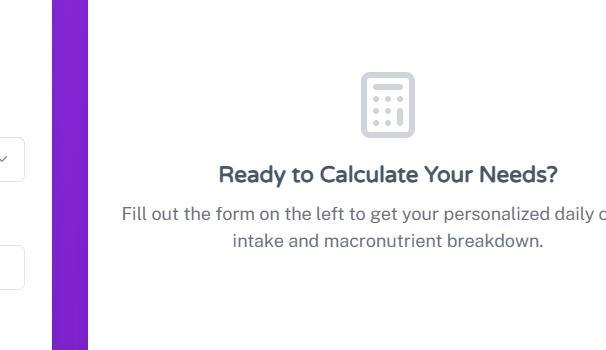 Ready to Calculate Your Needs?
Fill out the form on the left to get your personalized daily
intake and macronutrient breakdown.